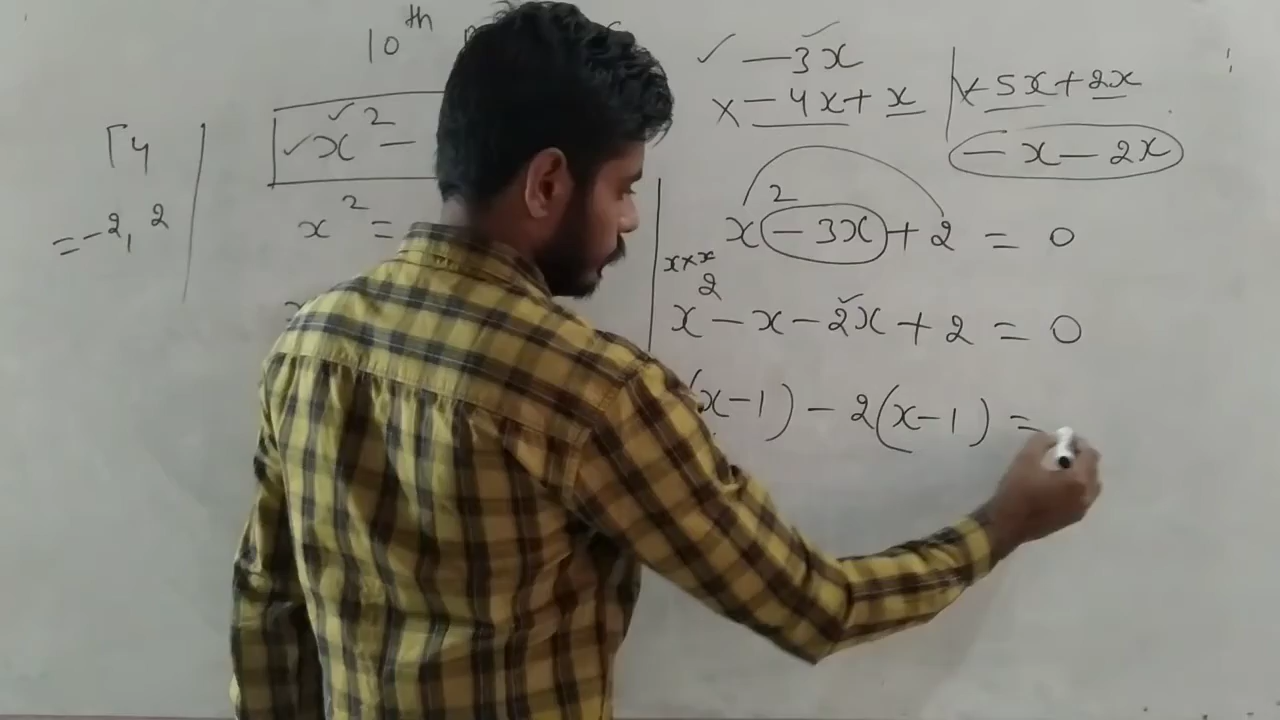 10th
√4
= -2, 2
✓x² -
x² =
✓ -3x
× -4x + x
× -5x + 2x
-x - 2x
x² - 3x + 2 = 0
x × x
x² - x - 2x + 2 = 0
(x - 1) - 2(x - 1) =